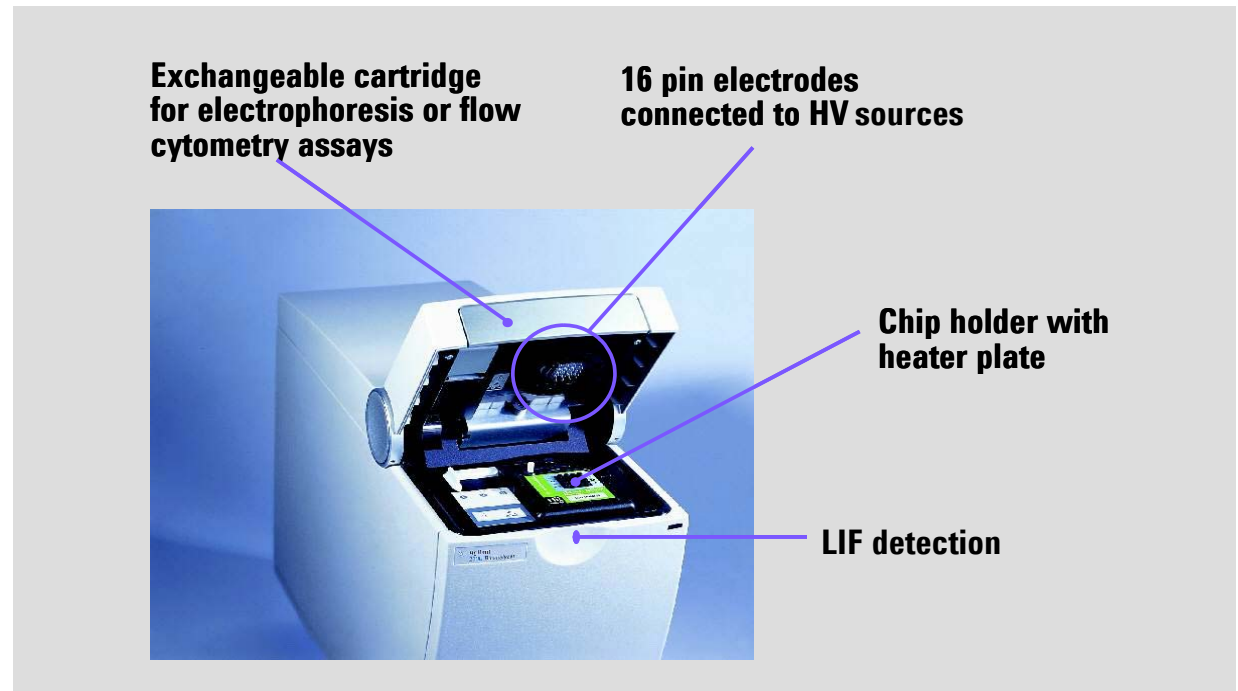 Exchangeable cartridge
for electrophoresis or flow
cytometry assays
16 pin electrodes
connected to HV sources
Chip holder with
heater plate
LIF detection